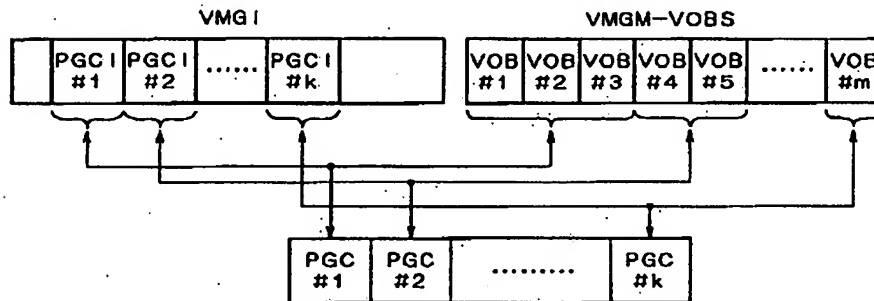 VMGI VMGM-VOBS
PGCI PGCI ...... PGCI VOB VOB VOB VOB VOB ...... VOB
#1 #2 #k #1 #2 #3 #4 #5 #m
PGC PGC ......... PGC
#1 #2 #k